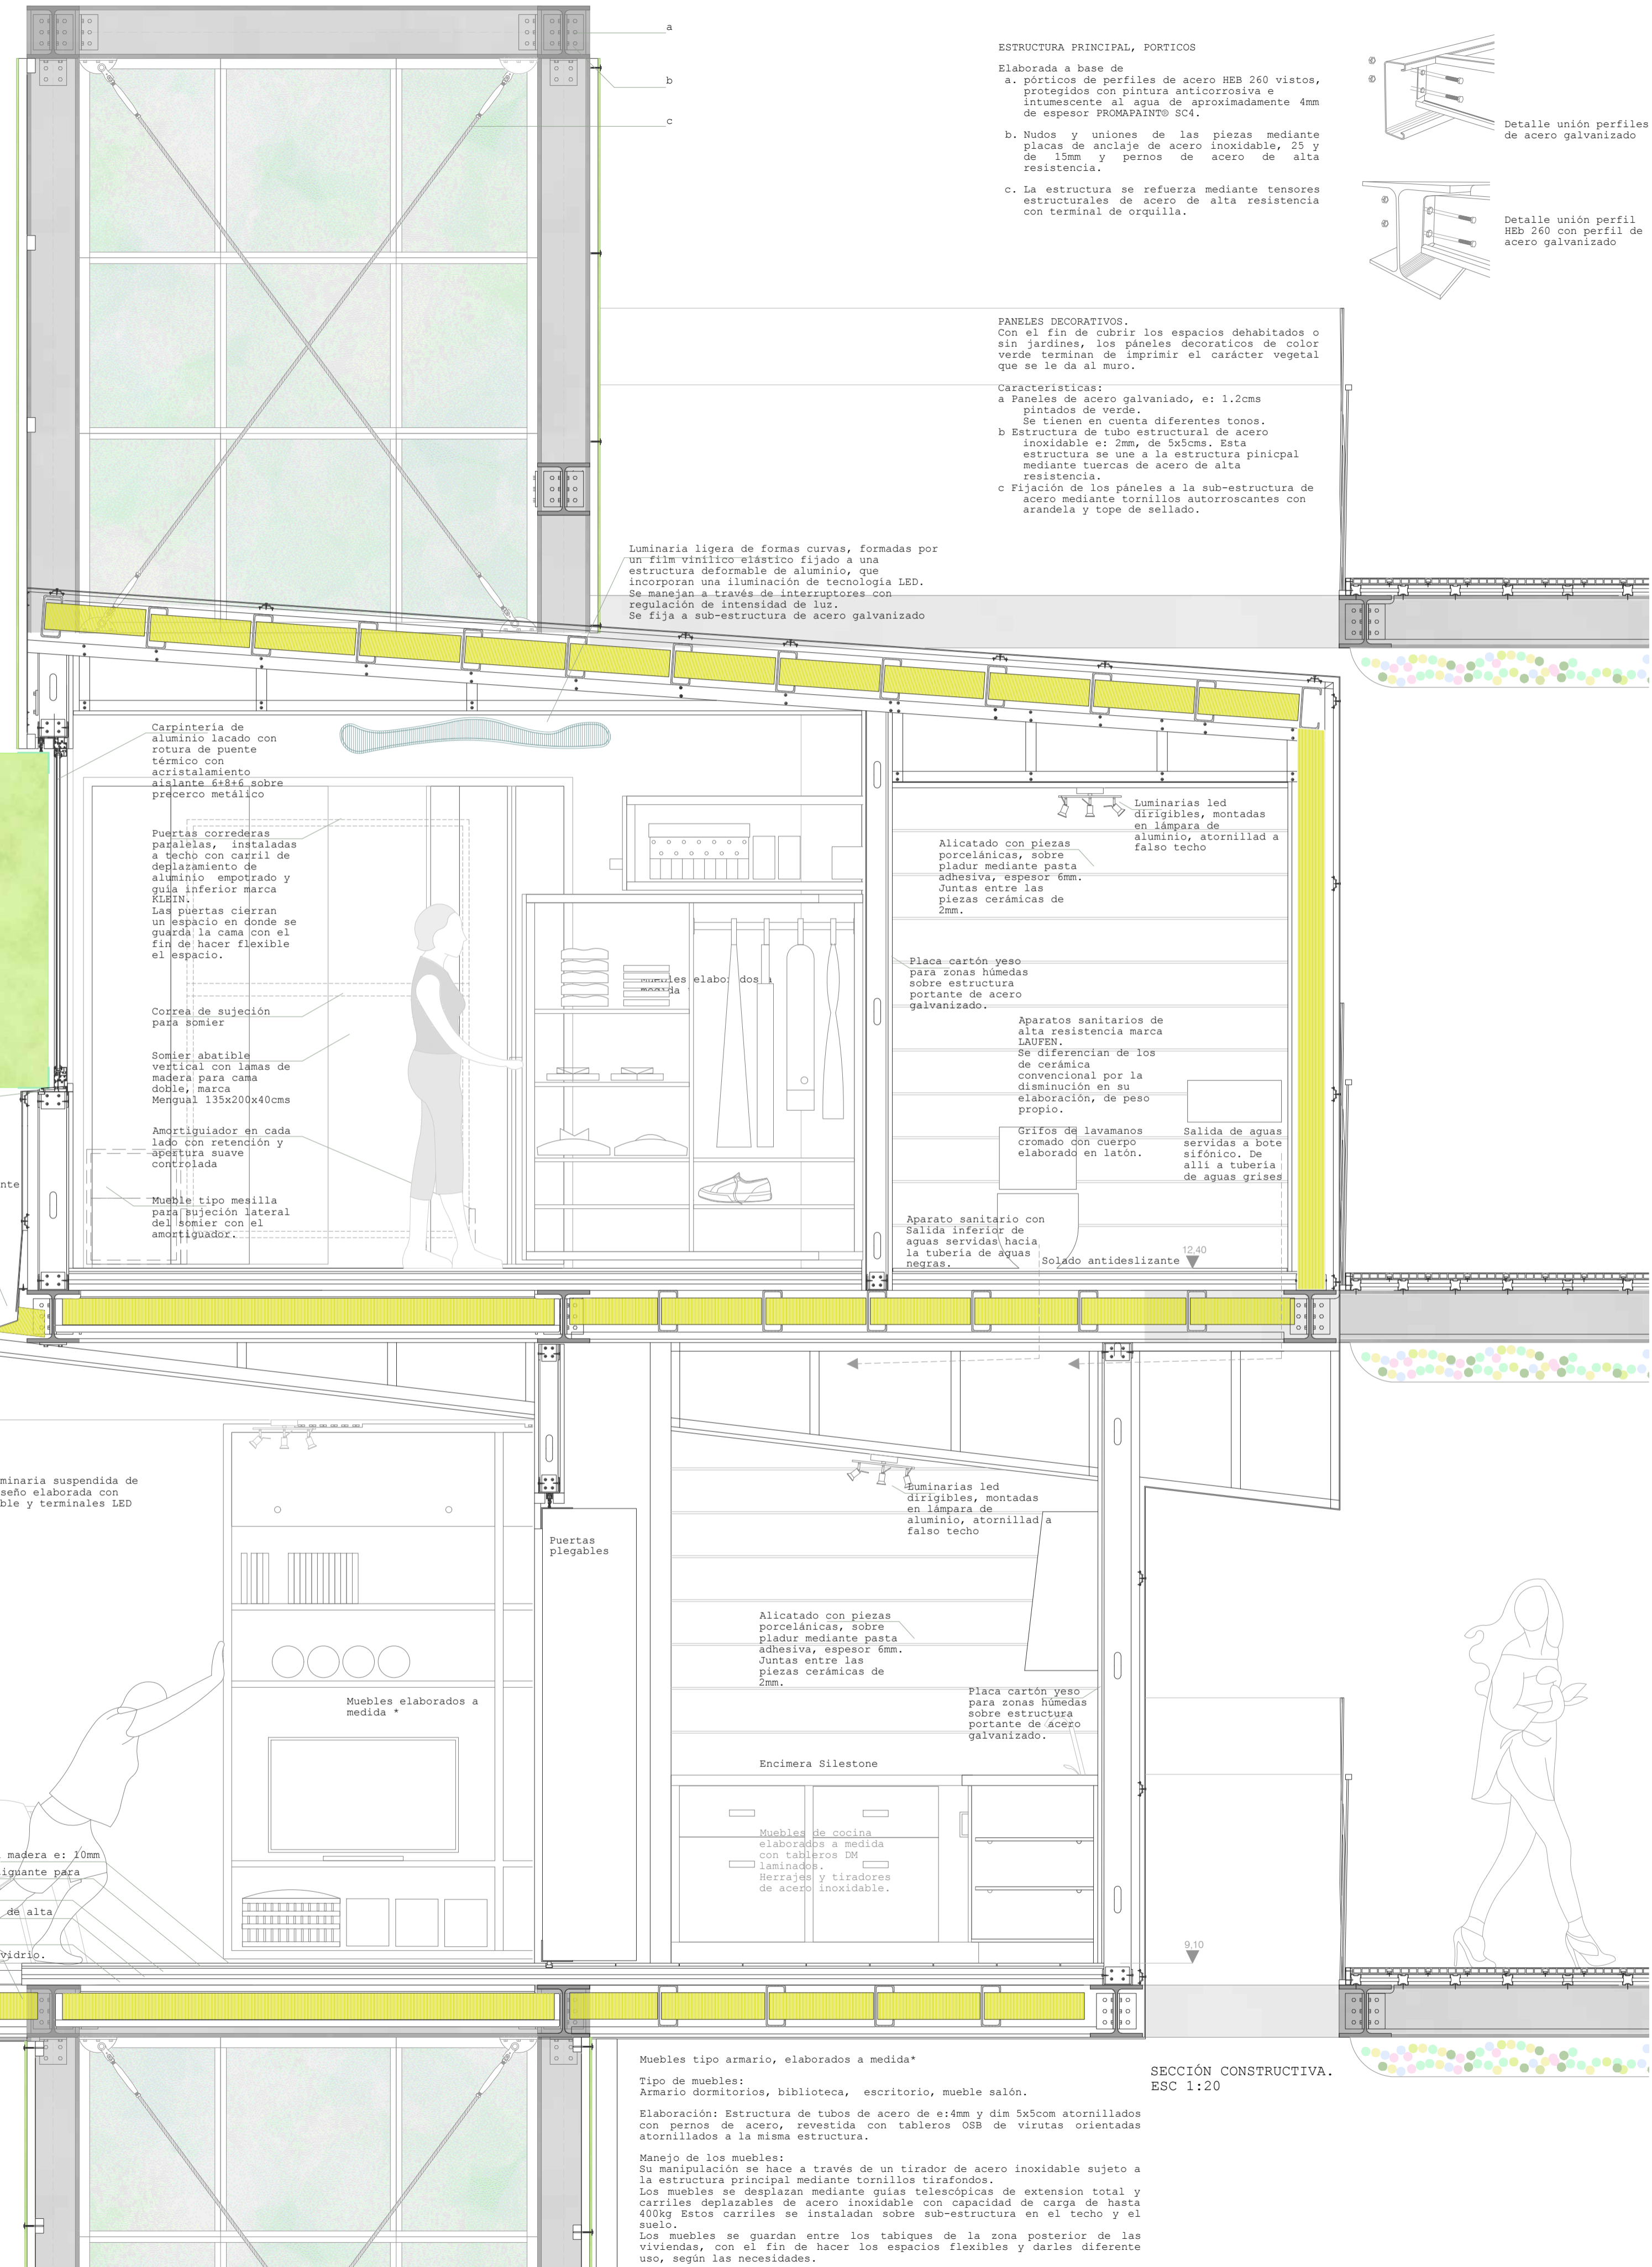 a
b
c
ESTRUCTURA PRINCIPAL, PORTICOS
Elaborada a base de
a. pórticos de perfiles de acero HEB 260 vistos,
protegidos con pintura anticorrosiva e
intumescente al agua de aproximadamente 4mm
de espesor PROMAPAINT® SC4.
b. Nudos y uniones de las piezas mediante
placas de anclaje de acero inoxidable, 25 y
de 15mm y pernos de acero de alta
resistencia.
c. La estructura se refuerza mediante tensores
estructurales de acero de alta resistencia
con terminal de orquilla.
Detalle unión perfiles
de acero galvanizado
Detalle unión perfil
HEb 260 con perfil de
acero galvanizado
PANELES DECORATIVOS.
Con el fin de cubrir los espacios dehabitados o
sin jardines, los páneles decoraticos de color
verde terminan de imprimir el carácter vegetal
que se le da al muro.
Características:
a Paneles de acero galvaniado, e: 1.2cms
pintados de verde.
Se tienen en cuenta diferentes tonos.
b Estructura de tubo estructural de acero
inoxidable e: 2mm, de 5x5cms. Esta
estructura se une a la estructura pinicpal
mediante tuercas de acero de alta
resistencia.
c Fijación de los páneles a la sub-estructura de
acero mediante tornillos autorroscantes con
arandela y tope de sellado.
Luminaria ligera de formas curvas, formadas por
un film vinílico elástico fijado a una
estructura deformable de aluminio, que
incorporan una iluminación de tecnología LED.
Se manejan a través de interruptores con
regulación de intensidad de luz.
Se fija a sub-estructura de acero galvanizado
Carpintería de
aluminio lacado con
rotura de puente
térmico con
acristalamiento
aislante 6+8+6 sobre
precerco metálico
Puertas correderas
paralelas, instaladas
a techo con carril de
deplazamiento de
aluminio empotrado y
guía inferior marca
KLEIN.
Las puertas cierran
un espacio en donde se
guarda la cama con el
fin de hacer flexible
el espacio.
Correa de sujeción
para somier
Somier abatible
vertical con lamas de
madera para cama
doble, marca
Mengual 135x200x40cms
Amortiguiador en cada
lado con retención y
apertura suave
controlada
Mueble tipo mesilla
para sujeción lateral
del somier con el
amortiguador.
nte
Muebles elaborados a
medida
Luminarias led
dirigibles, montadas
en lámpara de
aluminio, atornillad a
falso techo
Alicatado con piezas
porcelánicas, sobre
pladur mediante pasta
adhesiva, espesor 6mm.
Juntas entre las
piezas cerámicas de
2mm.
Placa cartón yeso
para zonas húmedas
sobre estructura
portante de acero
galvanizado.
Aparatos sanitarios de
alta resistencia marca
LAUFEN.
Se diferencian de los
de cerámica
convencional por la
disminución en su
elaboración, de peso
propio.
Grifos de lavamanos
cromado con cuerpo
elaborado en latón.
Salida de aguas
servidas a bote
sifónico. De
allí a tubería
de aguas grises
Aparato sanitario con
Salida inferior de
aguas servidas hacia
la tubería de aguas
negras.
Solado antideslizante
12,40
minaria suspendida de
seño elaborada con
ble y terminales LED
Puertas
plegables
Luminarias led
dirigibles, montadas
en lámpara de
aluminio, atornillad a
falso techo
Alicatado con piezas
porcelánicas, sobre
pladur mediante pasta
adhesiva, espesor 6mm.
Juntas entre las
piezas cerámicas de
2mm.
Placa cartón yeso
para zonas húmedas
sobre estructura
portante de acero
galvanizado.
Muebles elaborados a
medida *
Encimera Silestone
Muebles de cocina
elaborados a medida
con tableros DM
laminados.
Herrajes y tiradores
de acero inoxidable.
madera e: 10mm
iguante para
de alta
vidrio.
9,10
Muebles tipo armario, elaborados a medida*
Tipo de muebles:
Armario dormitorios, biblioteca, escritorio, mueble salón.
Elaboración: Estructura de tubos de acero de e:4mm y dim 5x5com atornillados
con pernos de acero, revestida con tableros OSB de virutas orientadas
atornillados a la misma estructura.
Manejo de los muebles:
Su manipulación se hace a través de un tirador de acero inoxidable sujeto a
la estructura principal mediante tornillos tirafondos.
Los muebles se desplazan mediante guías telescópicas de extension total y
carriles deplazables de acero inoxidable con capacidad de carga de hasta
400kg Estos carriles se instaladan sobre sub-estructura en el techo y el
suelo.
Los muebles se guardan entre los tabiques de la zona posterior de las
viviendas, con el fin de hacer los espacios flexibles y darles diferente
uso, según las necesidades.
SECCIÓN CONSTRUCTIVA.
ESC 1:20